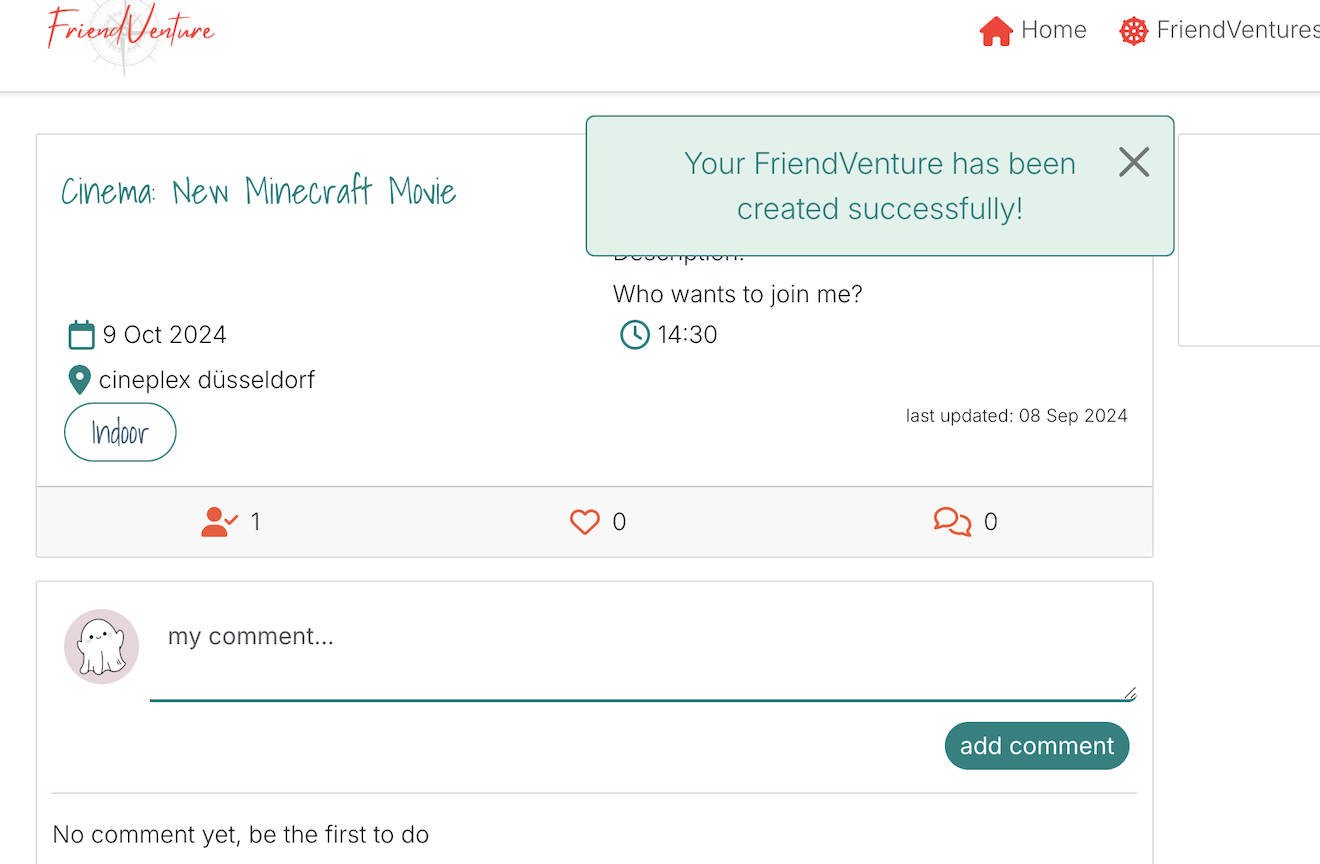 FriendVenture
Home
FriendVentures
Your FriendVenture has been
created successfully!
Cinema: New Minecraft Movie
Description:
Who wants to join me?
9 Oct 2024
14:30
cineplex düsseldorf
Indoor
last updated: 08 Sep 2024
1
0
0
my comment...
add comment
No comment yet, be the first to do